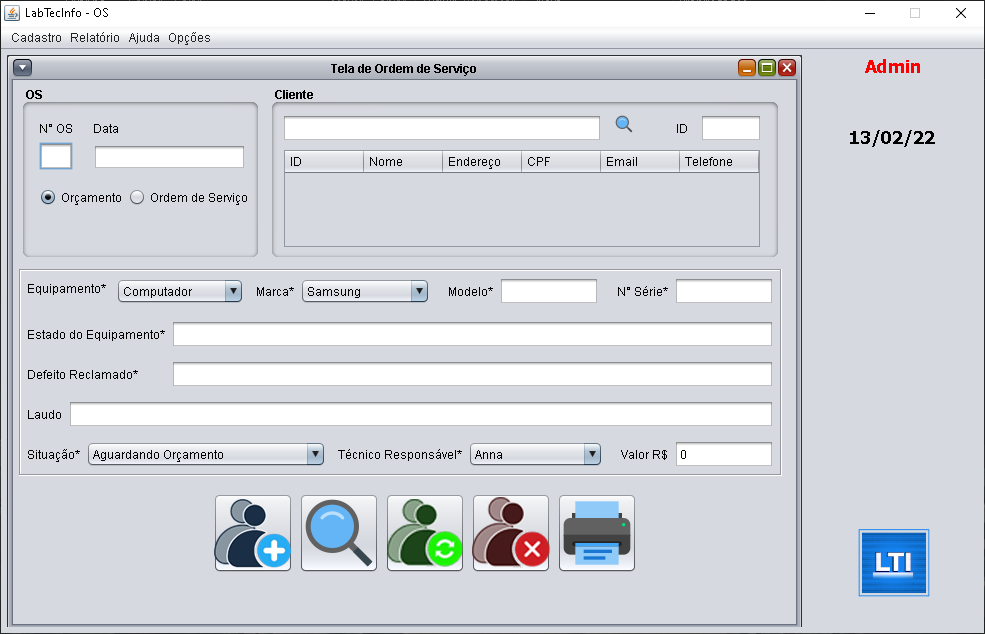 LabTecInfo - OS
Cadastro Relatório Ajuda Opções
Tela de Ordem de Serviço
Admin
13/02/22
OS
N° OS Data
Orçamento Ordem de Serviço
Cliente
ID
ID Nome Endereço CPF Email Telefone
Equipamento* Computador Marca* Samsung Modelo* N° Série*
Estado do Equipamento*
Defeito Reclamado*
Laudo
Situação* Aguardando Orçamento Técnico Responsável* Anna Valor R$ 0
LTI